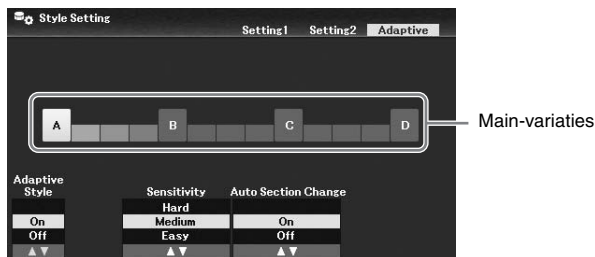 Style Setting
Setting1 Setting2 Adaptive
A B C D
Main-variaties
Adaptive Style Sensitivity Auto Section Change
Hard
On Medium On
Off Easy Off